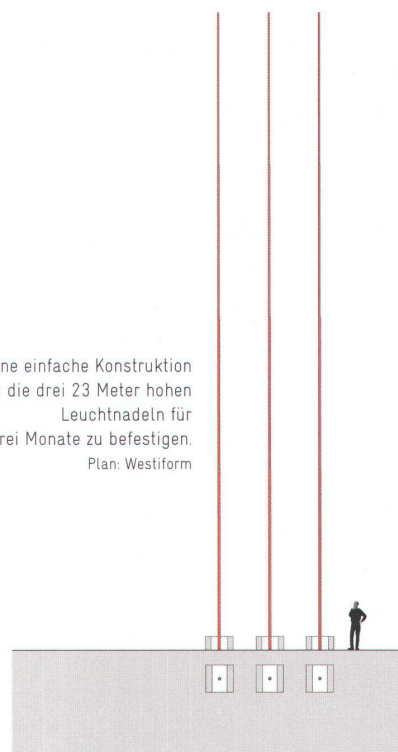 ne einfache Konstruktion
die drei 23 Meter hohen
Leuchtnadeln für
rei Monate zu befestigen.
Plan: Westiform